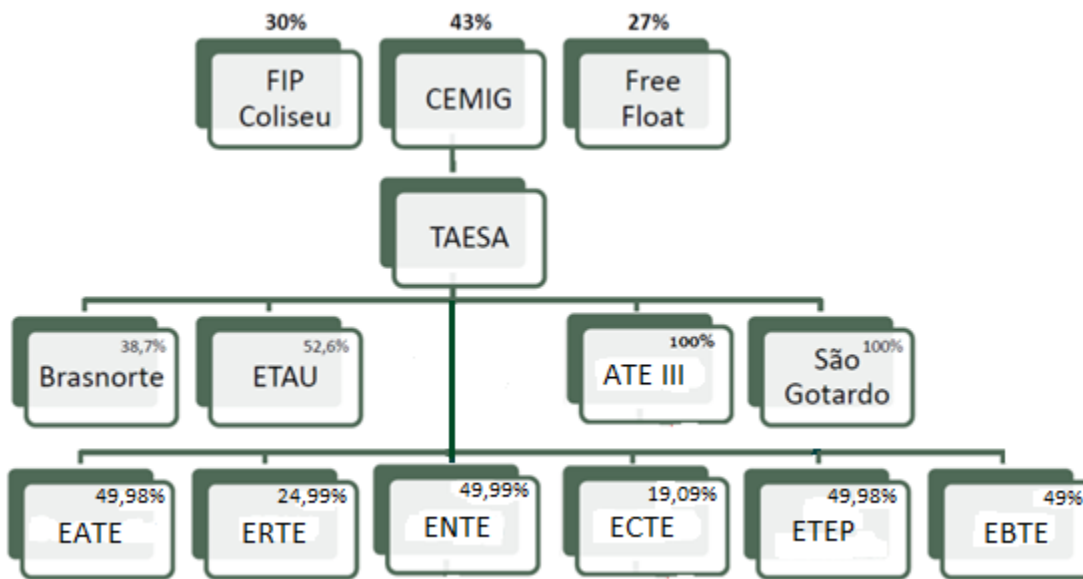 30%
43%
27%
FIP
Coliseu
CEMIG
Free
Float
TAESA
38,7%
Brasnorte
52,6%
ETAU
100%
ATE III
100%
São
Gotardo
49,98%
EATE
24,99%
ERTE
49,99%
ENTE
19,09%
ECTE
49,98%
ETEP
49%
EBTE